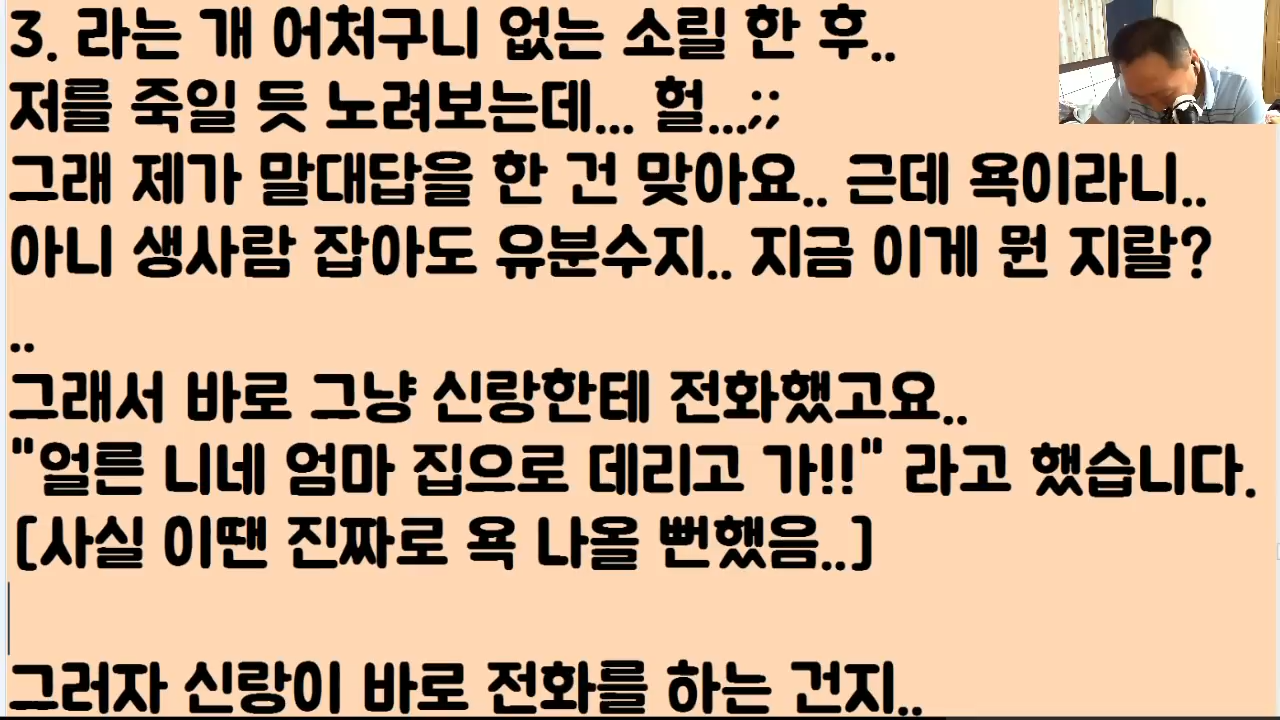 3. 라는 개 어처구니 없는 소릴 한 후..
저를 죽일 듯 노려보는데... 헐...;;
그래 제가 말대답을 한 건 맞아요.. 근데 욕이라니..
아니 생사람 잡아도 유분수지.. 지금 이게 뭔 지랄?
..
그래서 바로 그냥 신랑한테 전화했고요..
"얼른 니네 엄마 집으로 데리고 가!!" 라고 했습니다.
[사실 이땐 진짜로 욕 나올 뻔했음..]
그러자 신랑이 바로 전화를 하는 건지..